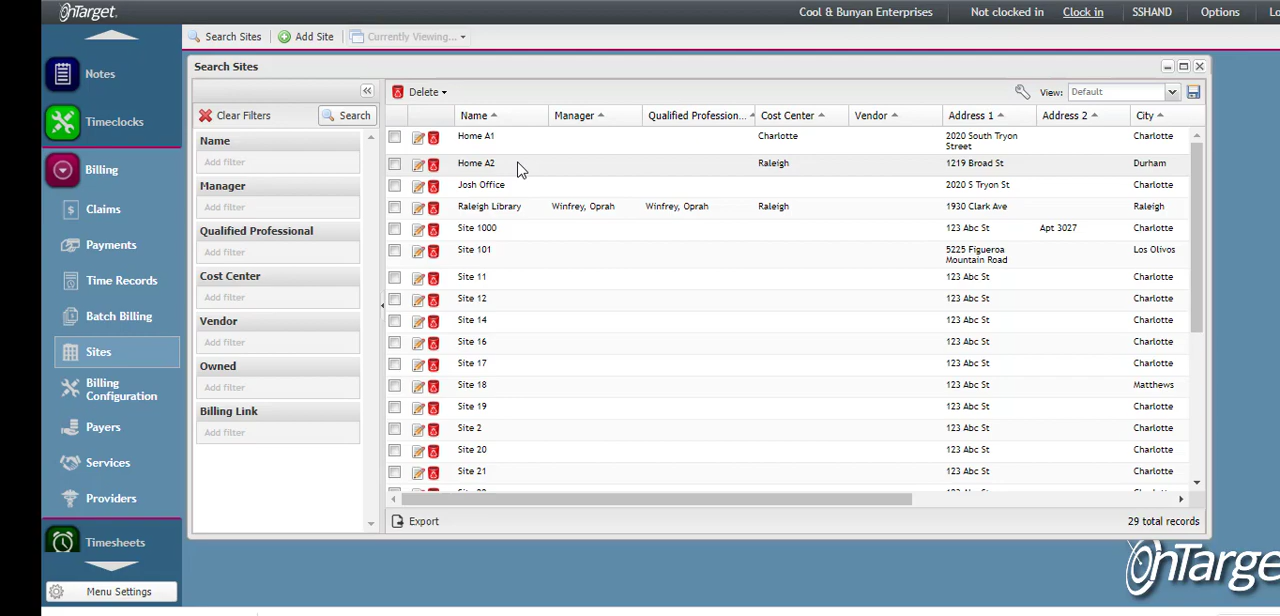 OnTarget
Cool & Bunyan Enterprises
Not clocked in
Clock in
SSHAND
Options
Search Sites
Add Site
Currently Viewing...
Notes
Timeclocks
Billing
Claims
Payments
Time Records
Batch Billing
Sites
Billing
Configuration
Payers
Services
Providers
Timesheets
Menu Settings
Search Sites
Clear Filters
Search
Name
Add filter
Manager
Add filter
Qualified Professional
Add filter
Cost Center
Add filter
Vendor
Add filter
Owned
Add filter
Billing Link
Add filter
Delete
View: Default
Name Manager Qualified Profession... Cost Center Vendor Address 1 Address 2 City
Home A1 Charlotte 2020 South Tryon Charlotte
Street
Home A2 Raleigh 1219 Broad St Durham
Josh Office 2020 S Tryon St Charlotte
Raleigh Library Winfrey, Oprah Winfrey, Oprah Raleigh 1930 Clark Ave Raleigh
Site 1000 123 Abc St Apt 3027 Charlotte
Site 101 5225 Figueroa Los Olivos
Mountain Road
Site 11 123 Abc St Charlotte
Site 12 123 Abc St Charlotte
Site 14 123 Abc St Charlotte
Site 16 123 Abc St Charlotte
Site 17 123 Abc St Charlotte
Site 18 123 Abc St Matthews
Site 19 123 Abc St Charlotte
Site 2 123 Abc St Charlotte
Site 20 123 Abc St Charlotte
Site 21 123 Abc St Charlotte
Export
29 total records
OnTarget